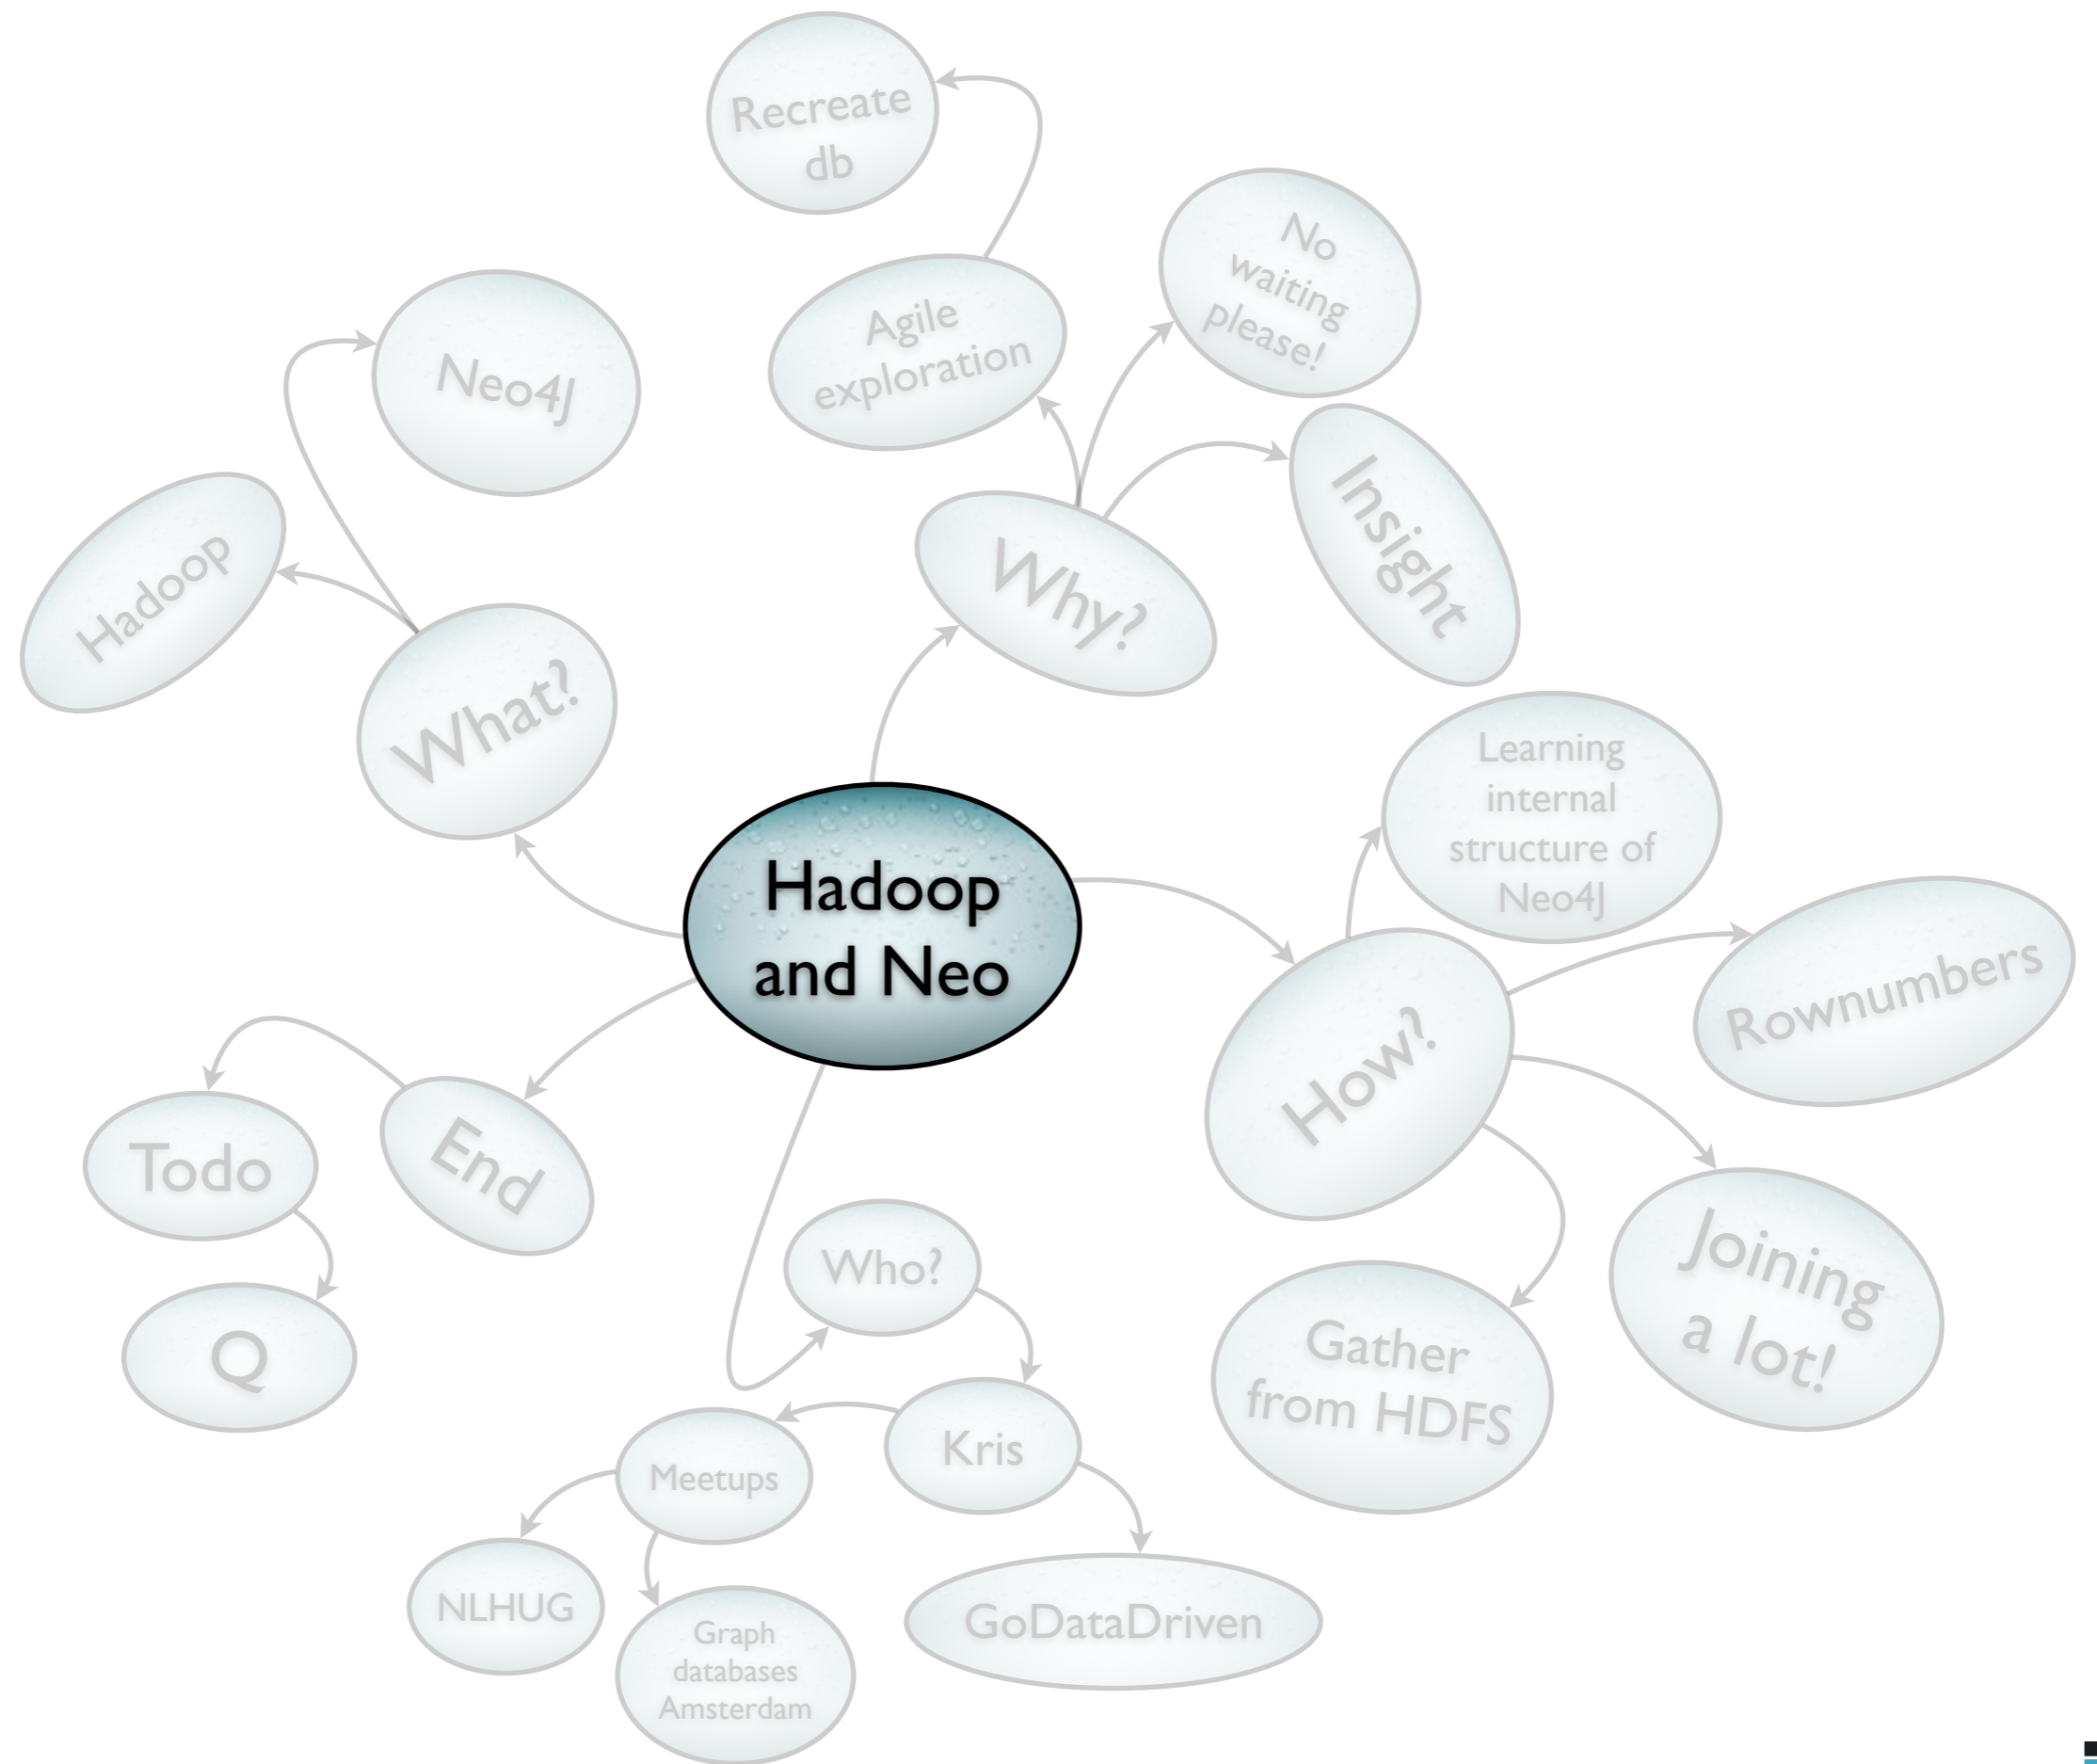 Recreate
db
No
waiting
please!
Agile
exploration
Neo4J
Insight
Hadoop
Why?
What?
Learning
internal
structure of
Neo4J
Hadoop
and Neo
Rownumbers
How?
Todo
End
Who?
Joining
a lot!
Q
Gather
from HDFS
Kris
Meetups
NLHUG
GoDataDriven
Graph
databases
Amsterdam